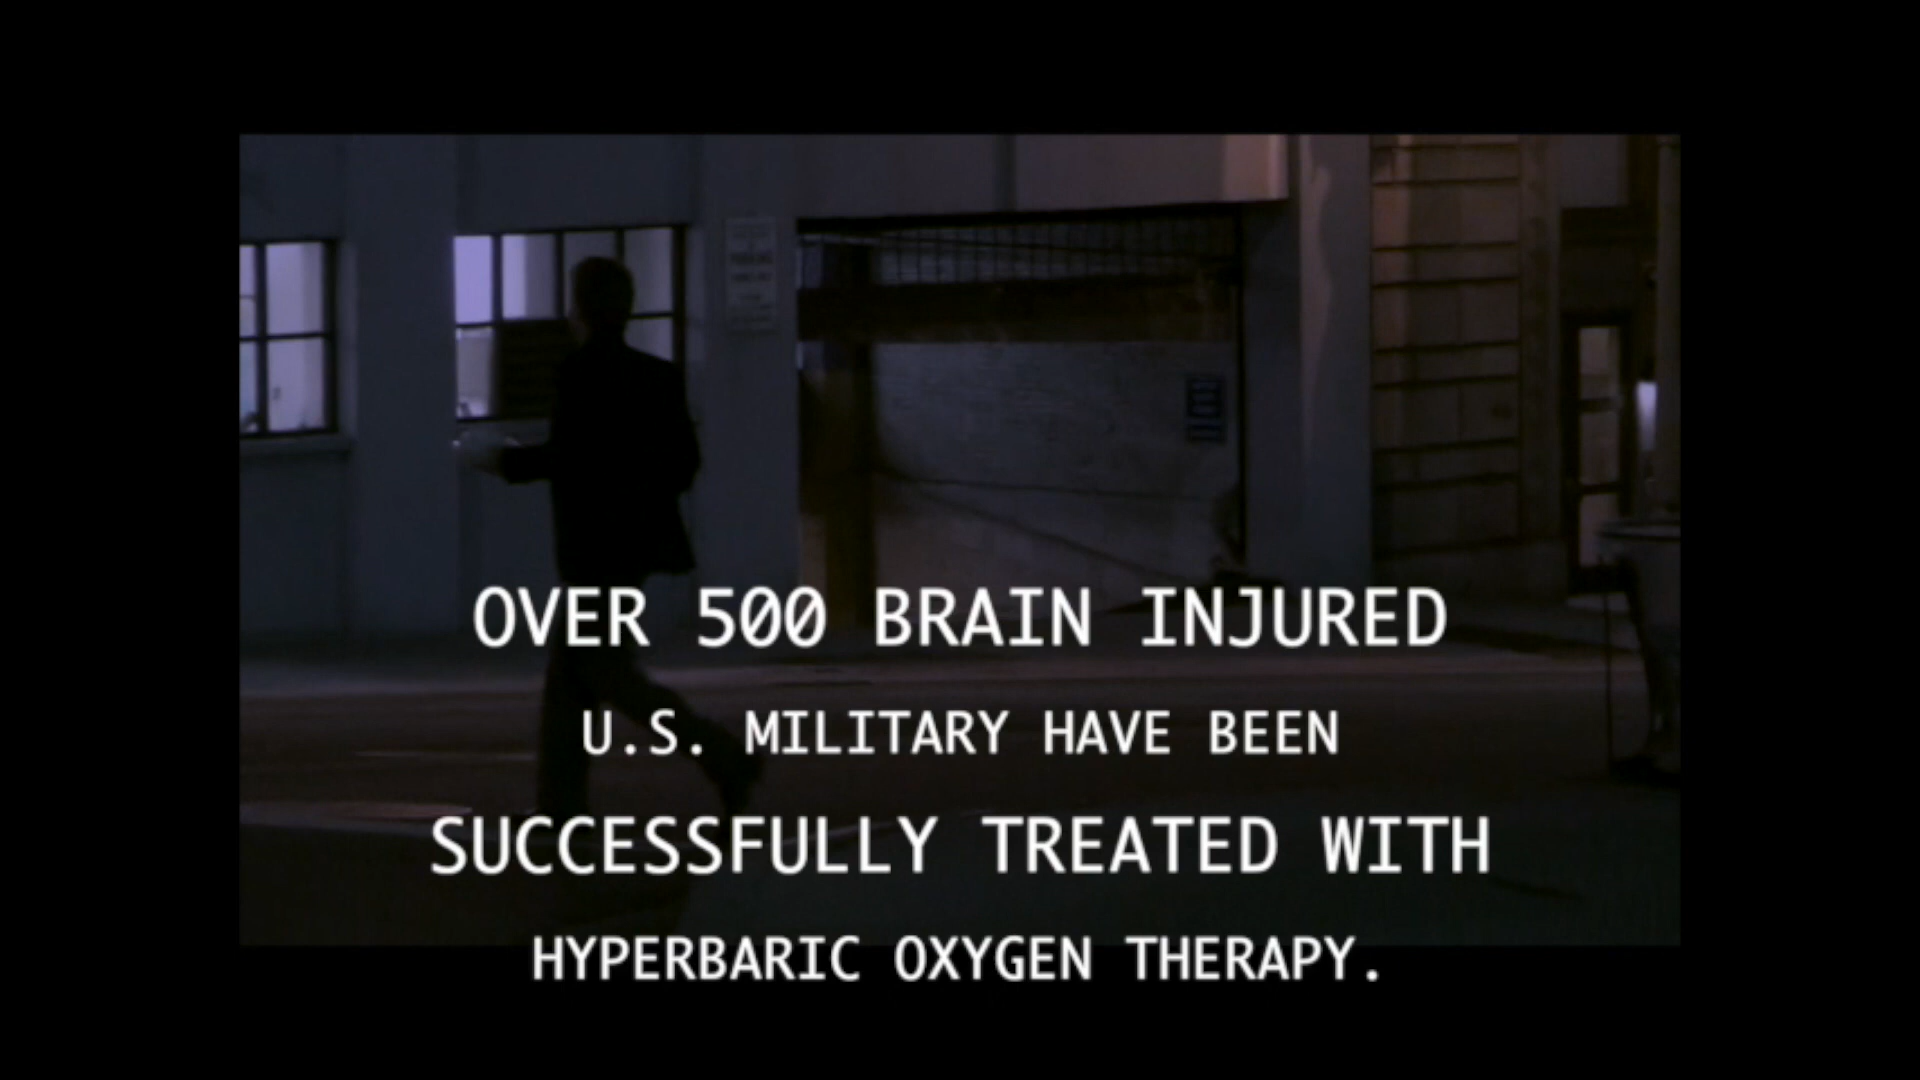 OVER 500 BRAIN INJURED
U.S. MILITARY HAVE BEEN
SUCCESSFULLY TREATED WITH
HYPERBARIC OXYGEN THERAPY.